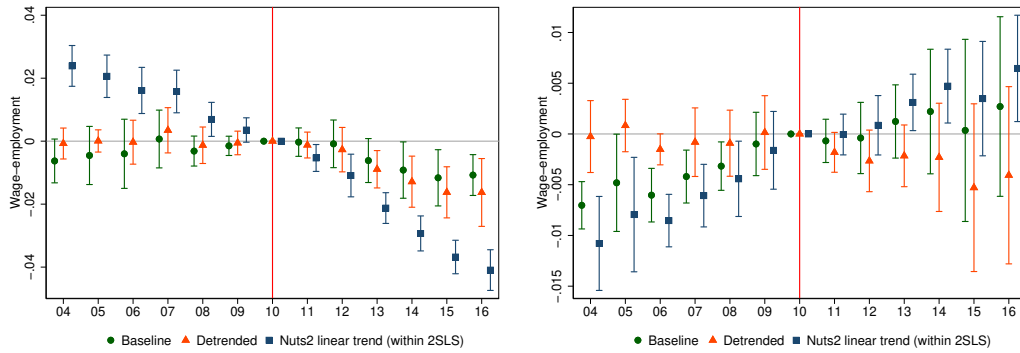 .04
.02
0
-.02
-.04
Wage-employment
04 05 06 07 08 09 10 11 12 13 14 15 16
Baseline Detrended Nuts2 linear trend (within 2SLS)
.01
.005
0
-.005
-.01
-.015
Wage-employment
04 05 06 07 08 09 10 11 12 13 14 15 16
Baseline Detrended Nuts2 linear trend (within 2SLS)